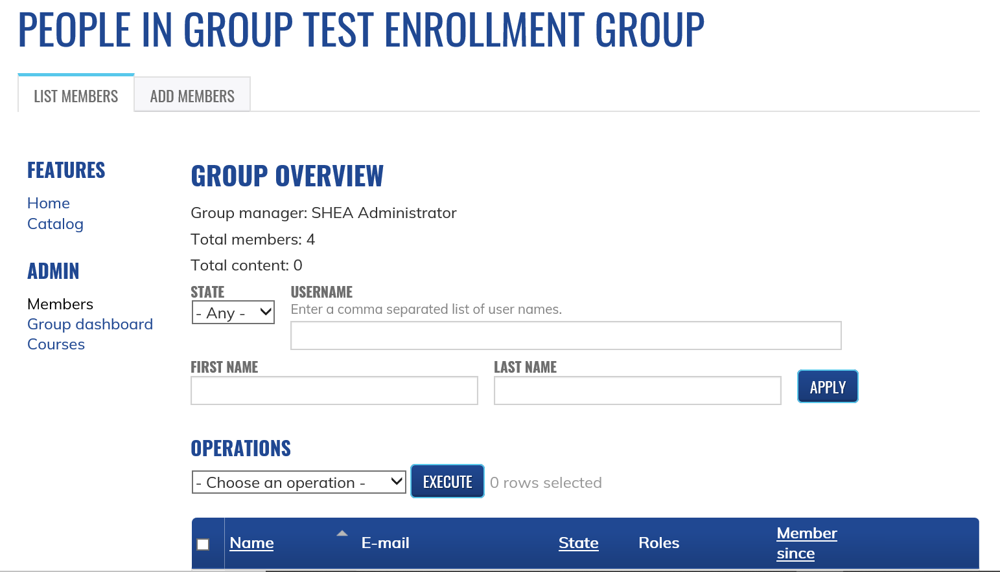 PEOPLE IN GROUP TEST ENROLLMENT GROUP
LIST MEMBERS
ADD MEMBERS
FEATURES
Home
Catalog
ADMIN
Members
Group dashboard
Courses
GROUP OVERVIEW
Group manager: SHEA Administrator
Total members: 4
Total content: 0
STATE
- Any -
USERNAME
Enter a comma separated list of user names.
FIRST NAME
LAST NAME
APPLY
OPERATIONS
- Choose an operation -
EXECUTE
0 rows selected
Name
E-mail
State
Roles
Member
since